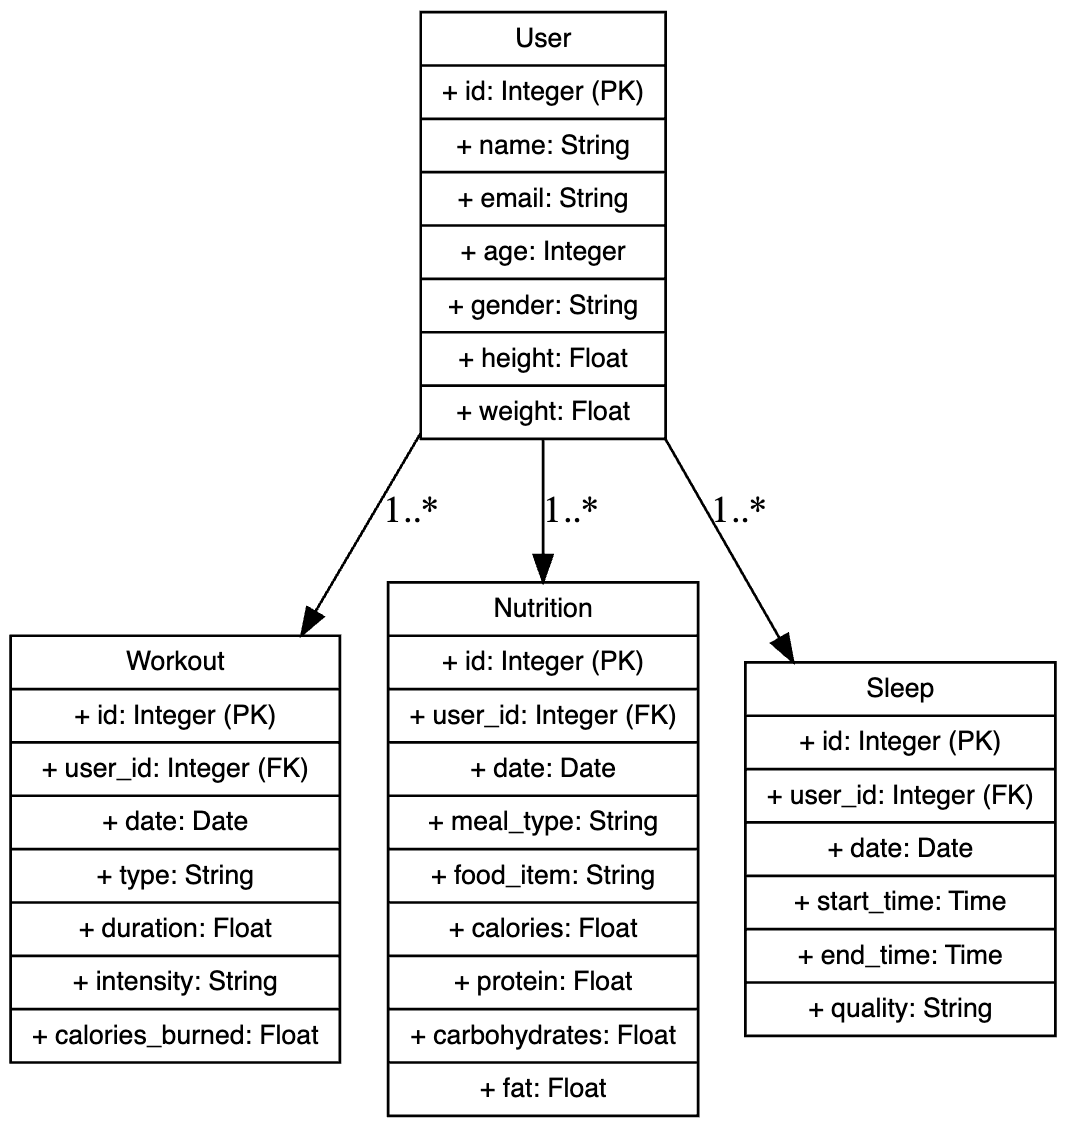 User
+ id: Integer (PK)
+ name: String
+ email: String
+ age: Integer
+ gender: String
+ height: Float
+ weight: Float
1..*
1..*
1..*
Workout
+ id: Integer (PK)
+ user_id: Integer (FK)
+ date: Date
+ type: String
+ duration: Float
+ intensity: String
+ calories_burned: Float
Nutrition
+ id: Integer (PK)
+ user_id: Integer (FK)
+ date: Date
+ meal_type: String
+ food_item: String
+ calories: Float
+ protein: Float
+ carbohydrates: Float
+ fat: Float
Sleep
+ id: Integer (PK)
+ user_id: Integer (FK)
+ date: Date
+ start_time: Time
+ end_time: Time
+ quality: String